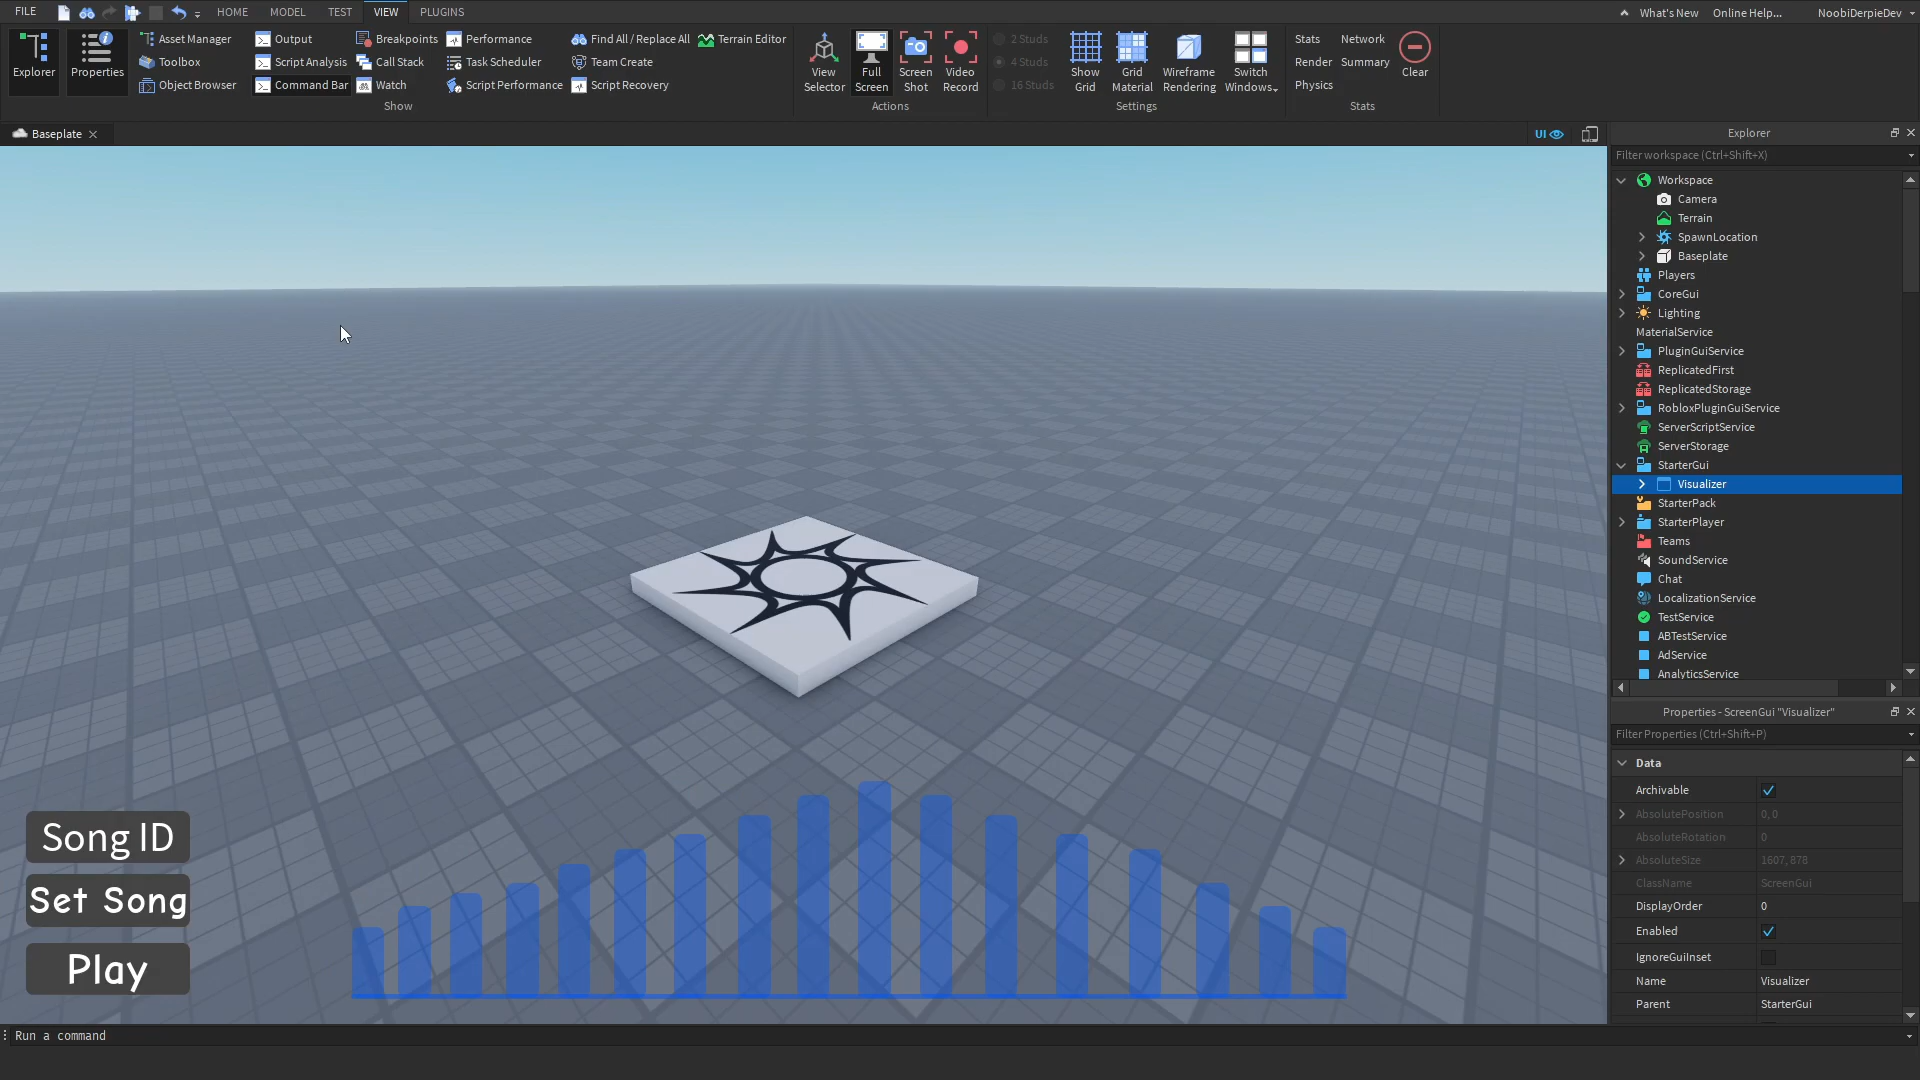 FILE HOME MODEL TEST VIEW PLUGINS What's New Online Help... NoobiDerpieDev
Explorer
Properties
Asset Manager
Toolbox
Object Browser
Output
Script Analysis
Command Bar
Breakpoints
Call Stack
Watch
Performance
Task Scheduler
Script Performance
Find All / Replace All
Team Create
Script Recovery
Terrain Editor
Show
View
Selector
Full
Screen
Screen
Shot
Video
Record
Actions
2 Studs
4 Studs
16 Studs
Show
Grid
Grid
Material
Wireframe
Rendering
Switch
Windows
Settings
Stats Network
Render Summary
Physics
Clear
Stats
Baseplate
UI
Explorer
Filter workspace (Ctrl+Shift+X)
Workspace
Camera
Terrain
SpawnLocation
Baseplate
Players
CoreGui
Lighting
MaterialService
PluginGuiService
ReplicatedFirst
ReplicatedStorage
RobloxPluginGuiService
ServerScriptService
ServerStorage
StarterGui
Visualizer
StarterPack
StarterPlayer
Teams
SoundService
Chat
LocalizationService
TestService
ABTestService
AdService
AnalyticsService
Properties - ScreenGui "Visualizer"
Filter Properties (Ctrl+Shift+P)
Data
Archivable
AbsolutePosition 0, 0
AbsoluteRotation 0
AbsoluteSize 1607, 878
ClassName ScreenGui
DisplayOrder 0
Enabled
IgnoreGuiInset
Name Visualizer
Parent StarterGui
Song ID
Set Song
Play
Run a command